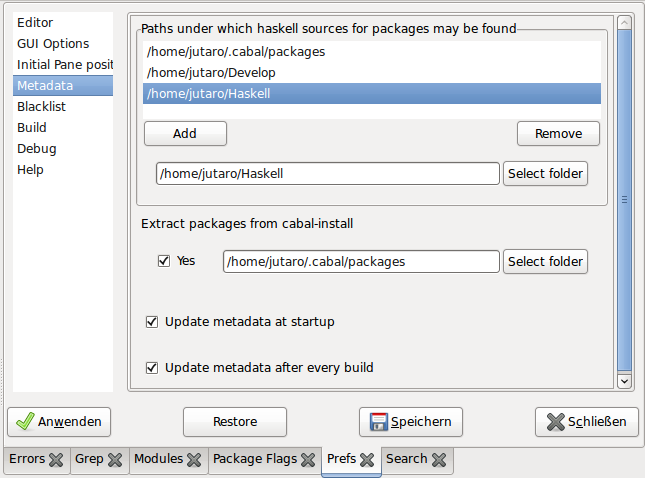 Editor
GUI Options
Initial Pane posit
Metadata
Blacklist
Build
Debug
Help
Paths under which haskell sources for packages may be found
/home/jutaro/.cabal/packages
/home/jutaro/Develop
/home/jutaro/Haskell
Add Remove
/home/jutaro/Haskell Select folder
Extract packages from cabal-install
Yes /home/jutaro/.cabal/packages Select folder
Update metadata at startup
Update metadata after every build
Anwenden Restore Speichern Schließen
Errors Grep Modules Package Flags Prefs Search